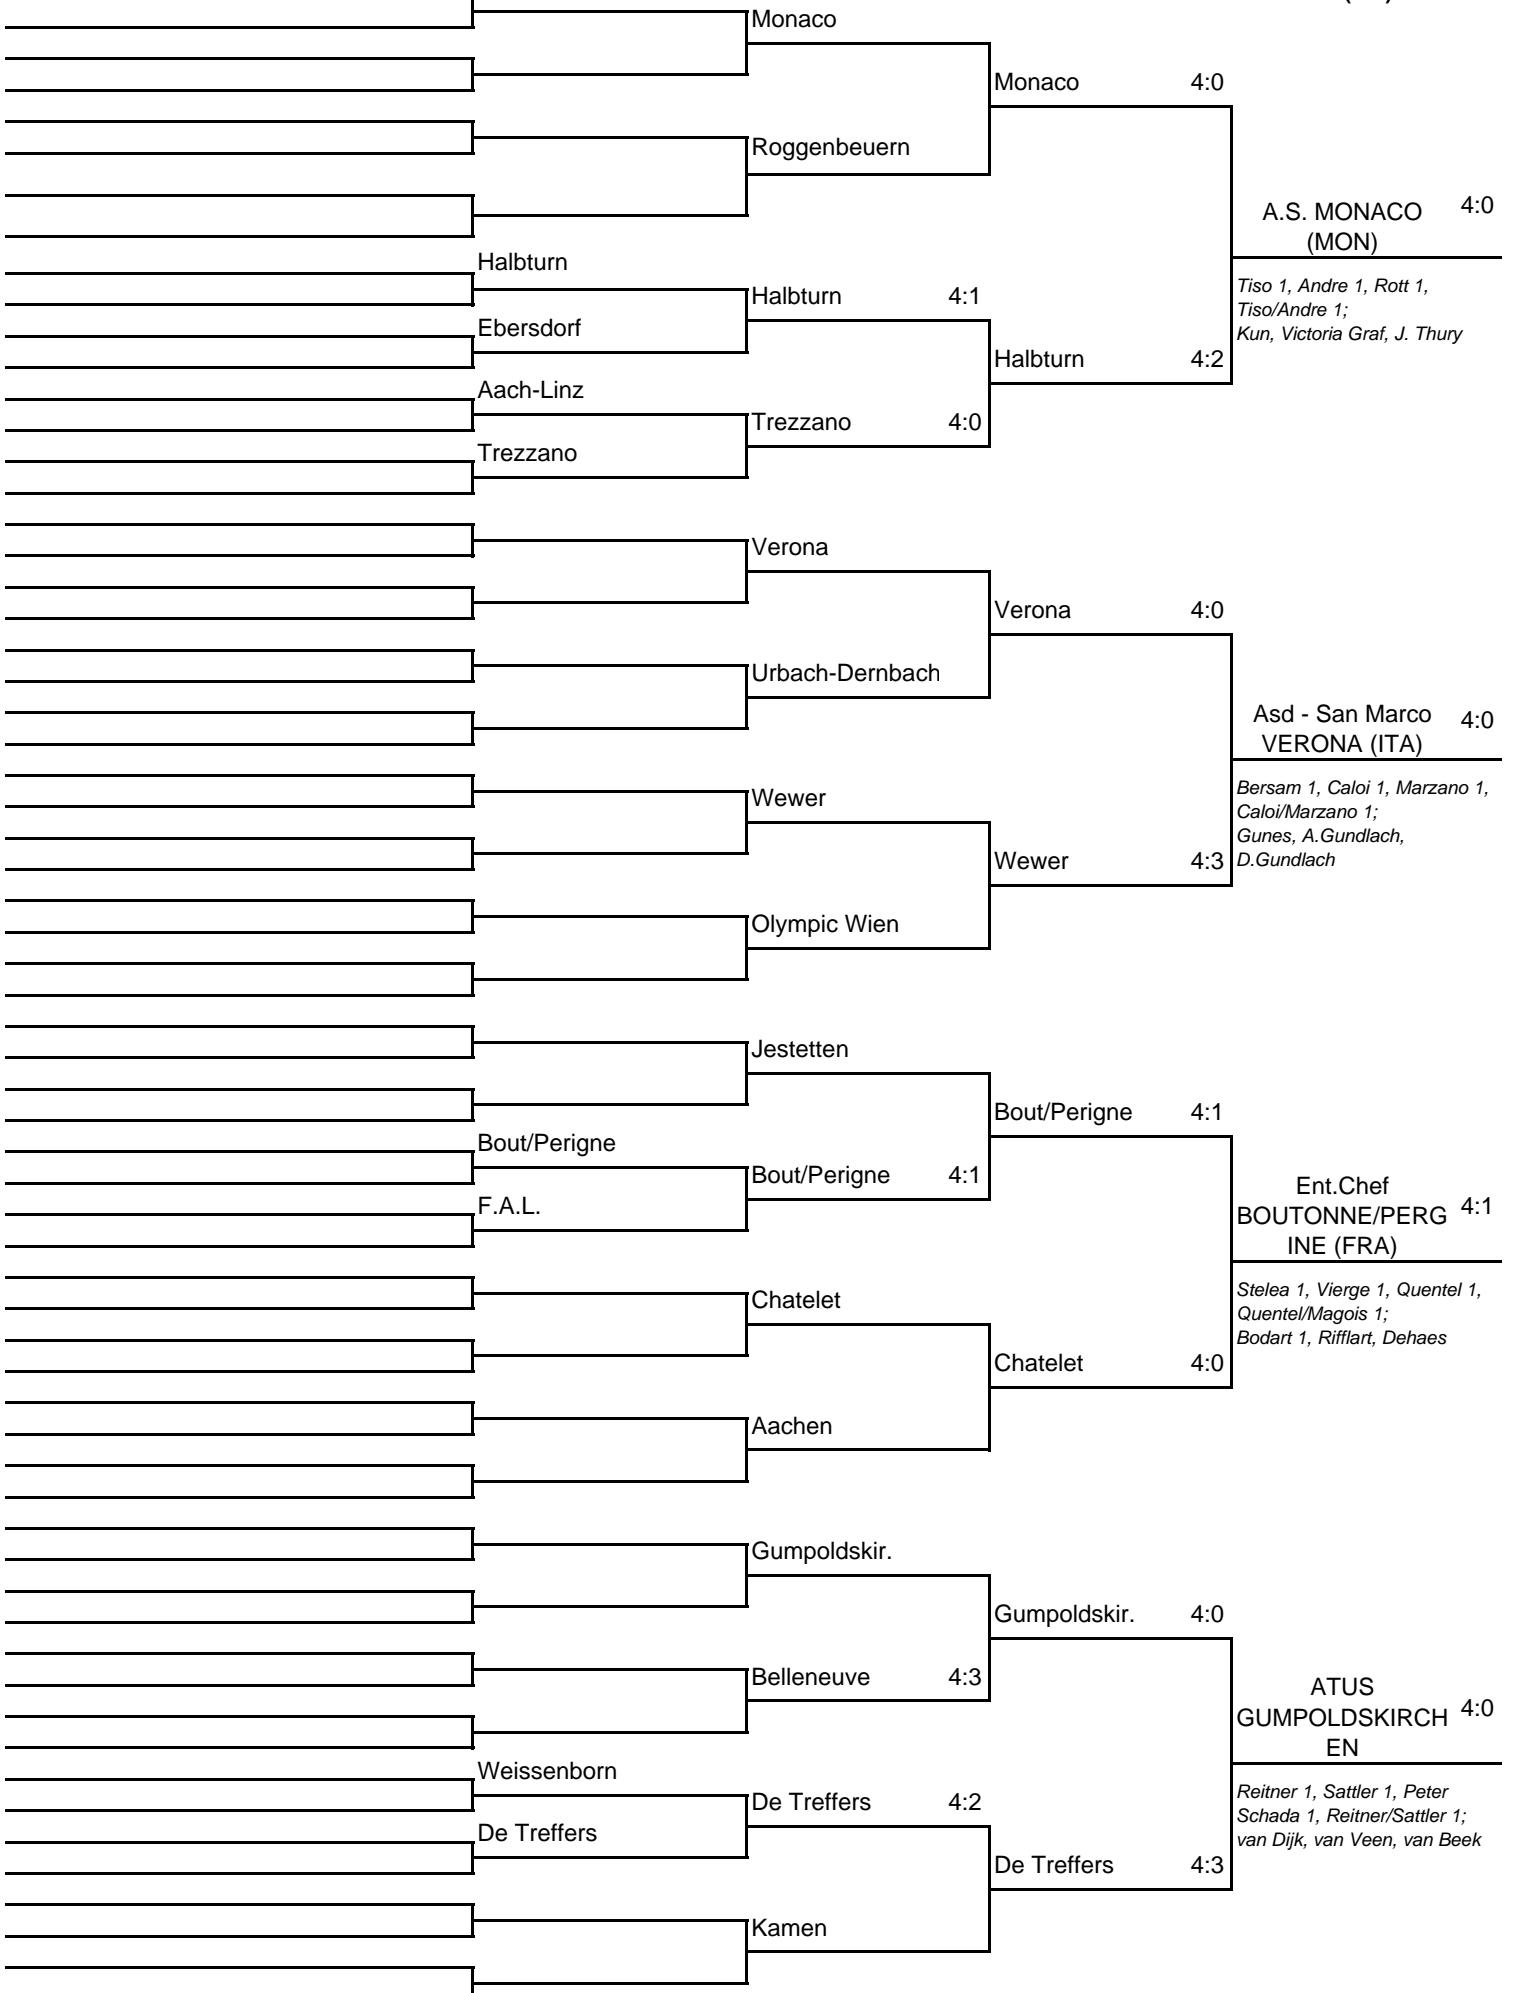 Monaco
Monaco 4:0
Roggenbeuern
A.S. MONACO 4:0
(MON)
Halbturn
Tiso 1, Andre 1, Rott 1,
Halbturn 4:1
Tiso/Andre 1;
Ebersdorf
Kun, Victoria Graf, J. Thury
Halbturn 4:2
Aach-Linz
Trezzano 4:0
Trezzano
Verona
Verona 4:0
Urbach-Dernbach
Asd - San Marco 4:0
VERONA (ITA)
Bersam 1, Caloi 1, Marzano 1,
Wewer
Caloi/Marzano 1;
Gunes, A.Gundlach,
Wewer 4:3
D.Gundlach
Olympic Wien
Jestetten
Bout/Perigne 4:1
Bout/Perigne
Bout/Perigne 4:1
Ent.Chef
F.A.L.
BOUTONNE/PERG 4:1
INE (FRA)
Stelea 1, Vierge 1, Quentel 1,
Chatelet
Quentel/Magois 1;
Bodart 1, Rifflart, Dehaes
Chatelet 4:0
Aachen
Gumpoldskir.
Gumpoldskir. 4:0
Belleneuve 4:3
ATUS
GUMPOLDSKIRCH 4:0
EN
Weissenborn
Reitner 1, Sattler 1, Peter
De Treffers 4:2
Schada 1, Reitner/Sattler 1;
De Treffers
van Dijk, van Veen, van Beek
De Treffers 4:3
Kamen